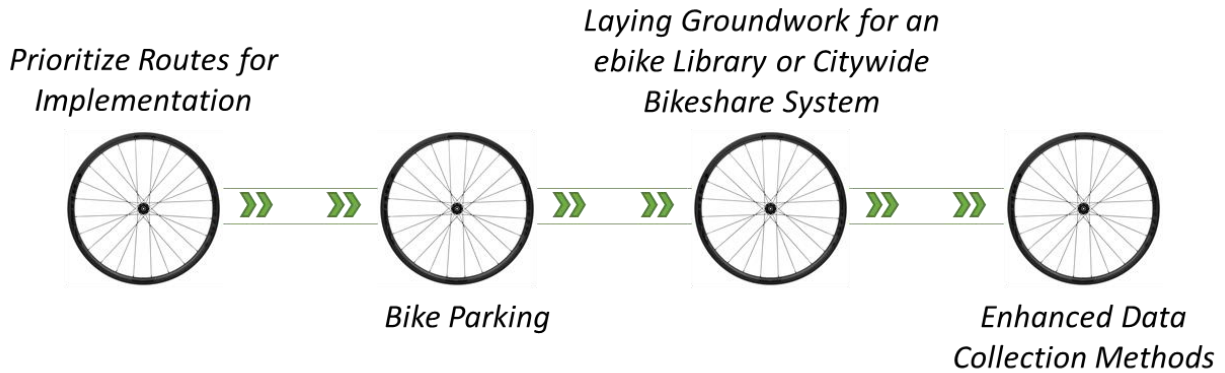 Prioritize Routes for
Implementation
Bike Parking
Laying Groundwork for an
ebike Library or Citywide
Bikeshare System
Enhanced Data
Collection Methods